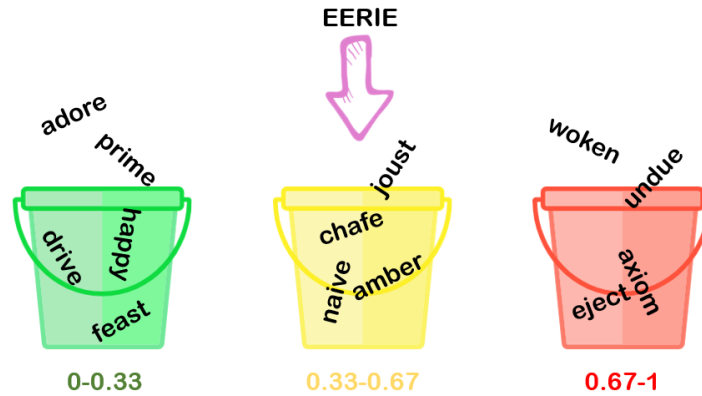 EERIE
adore
prime
happy
drive
feast
joust
chafe
naive
amber
woken
undue
axiom
eject
0-0.33
0.33-0.67
0.67-1